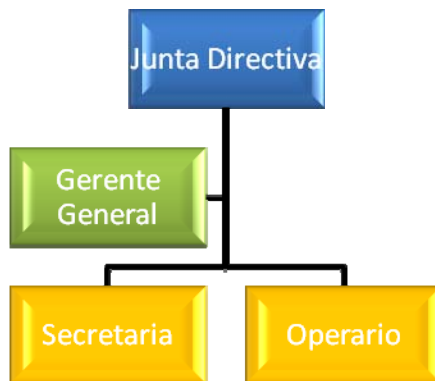 Junta Directiva
Gerente
General
Secretaria
Operario